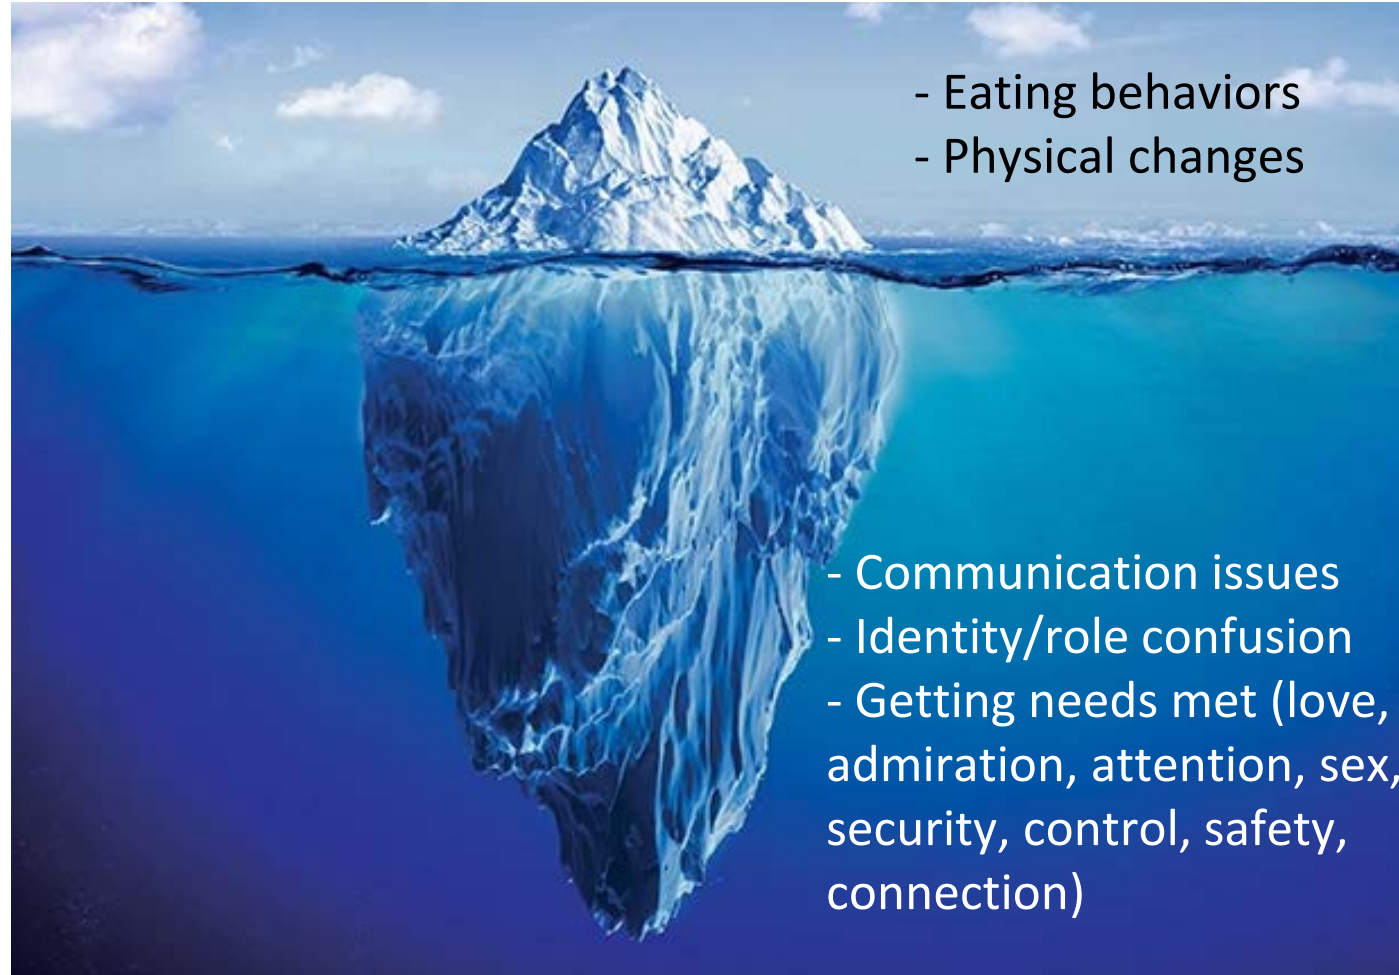 - Eating behaviors
- Physical changes
- Communication issues
- Identity/role confusion
- Getting needs met (love,
admiration, attention, sex,
security, control, safety,
connection)